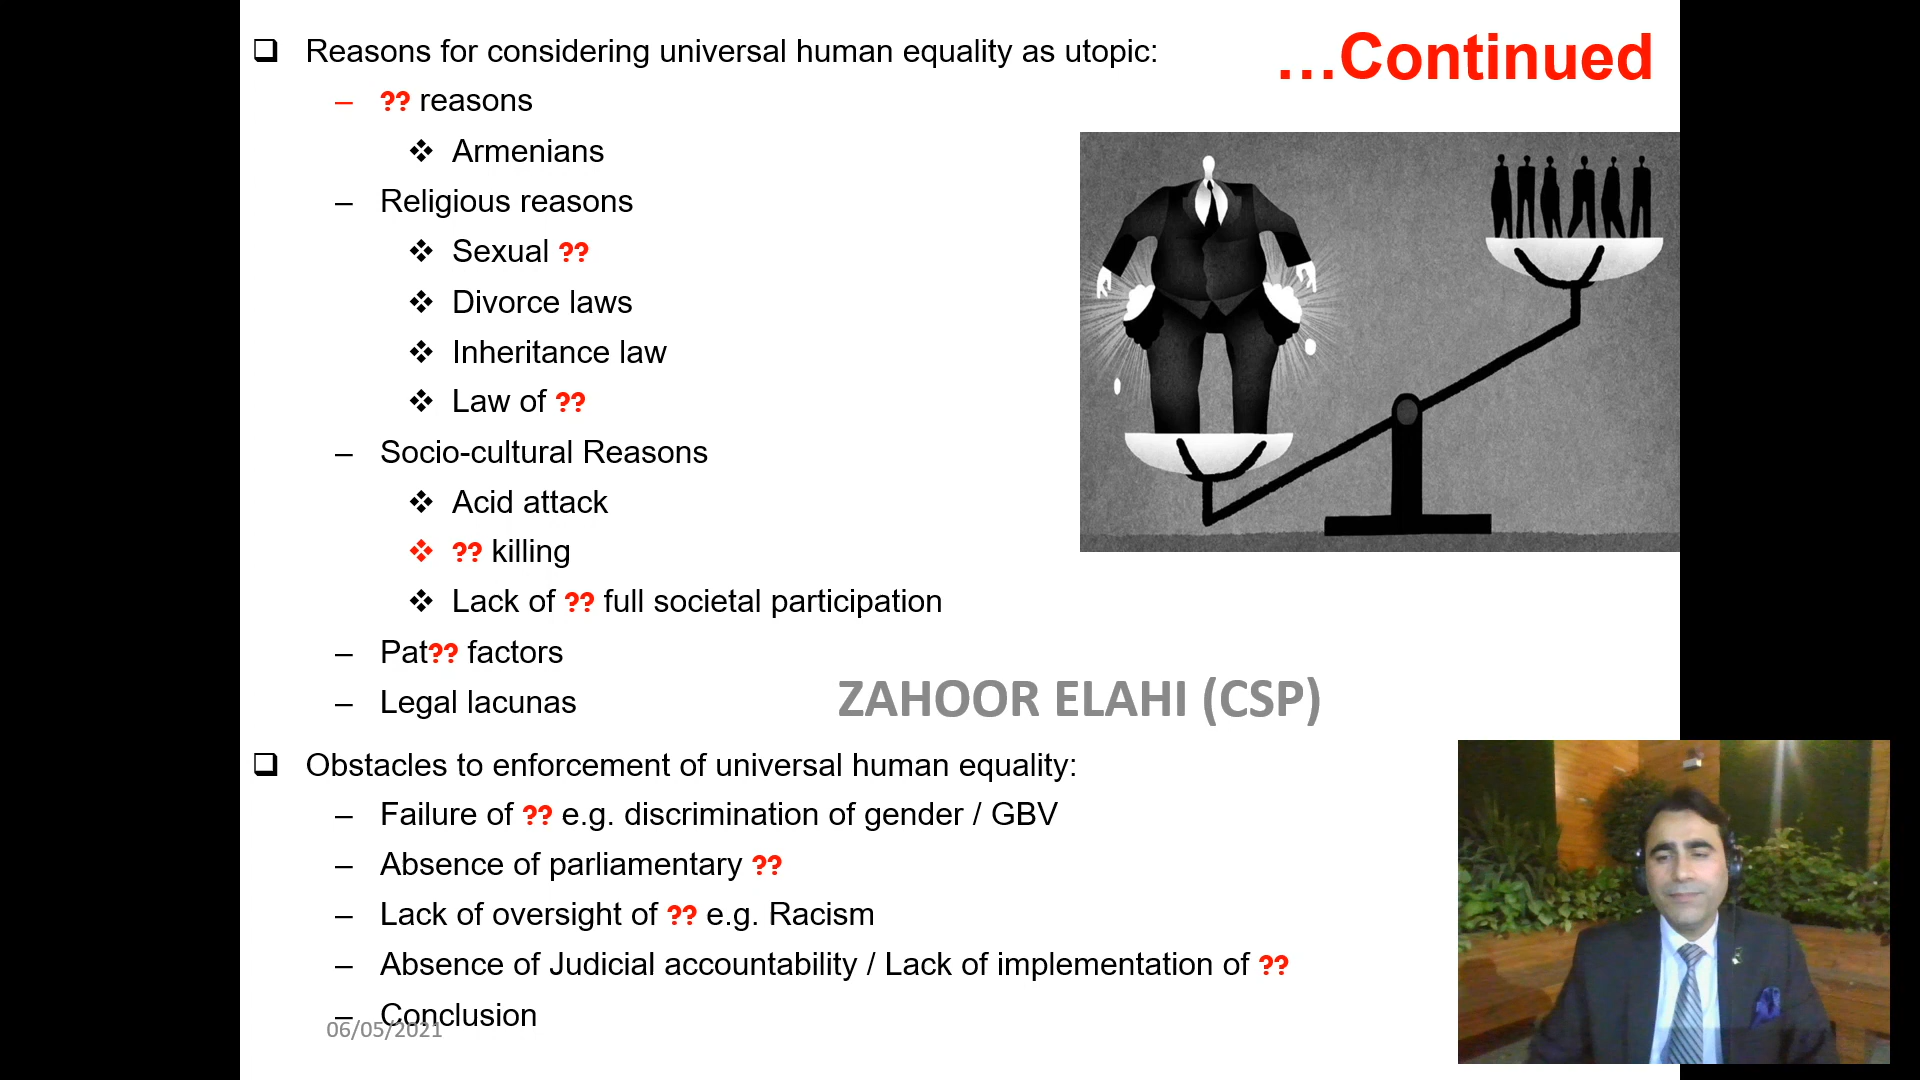 …Continued
❑ Reasons for considering universal human equality as utopic:
– ?? reasons
❖ Armenians
– Religious reasons
❖ Sexual ??
❖ Divorce laws
❖ Inheritance law
❖ Law of ??
– Socio-cultural Reasons
❖ Acid attack
❖ ?? killing
❖ Lack of ?? full societal participation
– Pat?? factors
– Legal lacunas
ZAHOOR ELAHI (CSP)
❑ Obstacles to enforcement of universal human equality:
– Failure of ?? e.g. discrimination of gender / GBV
– Absence of parliamentary ??
– Lack of oversight of ?? e.g. Racism
– Absence of Judicial accountability / Lack of implementation of ??
– Conclusion
06/05/2021